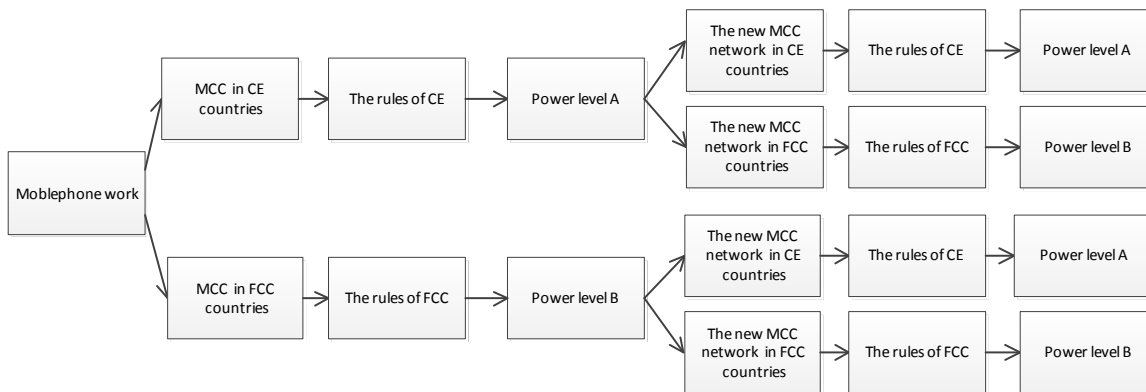 Moblephone work
MCC in CE
countries
The rules of CE
Power level A
The new MCC
network in CE
countries
The rules of CE
Power level A
The new MCC
network in FCC
countries
The rules of FCC
Power level B
MCC in FCC
countries
The rules of FCC
Power level B
The new MCC
network in CE
countries
The rules of CE
Power level A
The new MCC
network in FCC
countries
The rules of FCC
Power level B